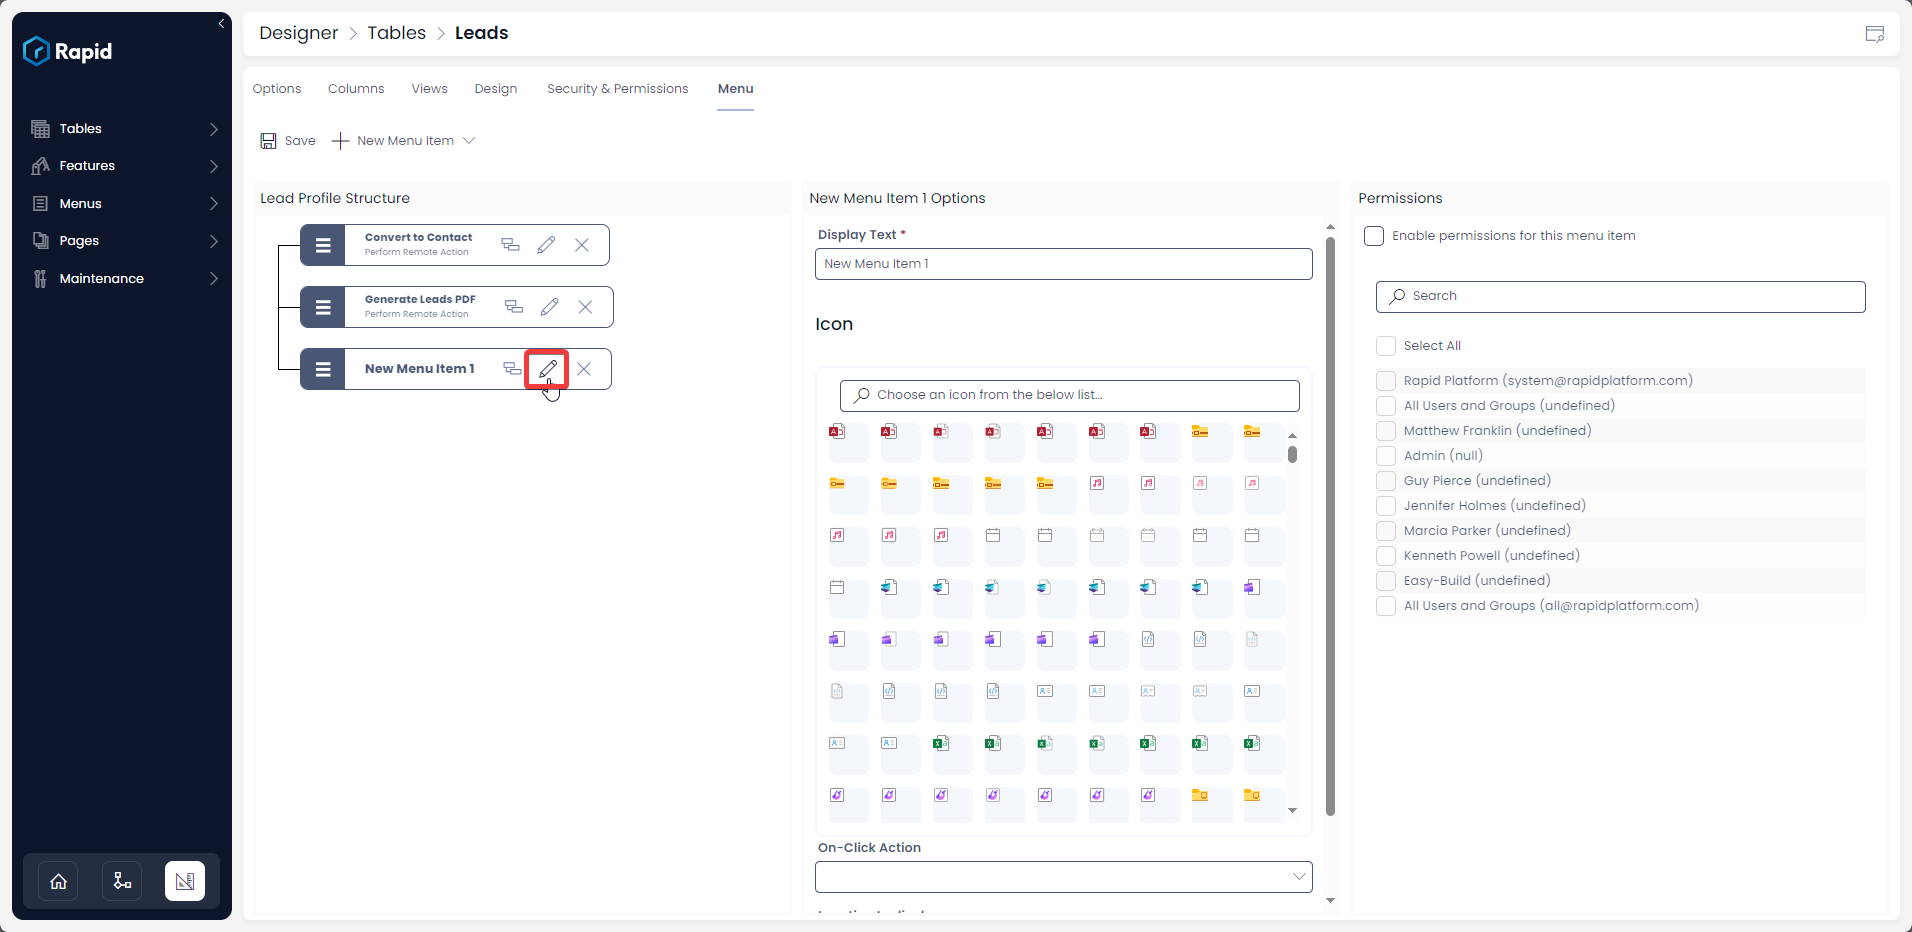 Rapid
Tables
Features
Menus
Pages
Maintenance
Designer > Tables > Leads
Options Columns Views Design Security & Permissions Menu
Save New Menu Item
Lead Profile Structure
Convert to Contact
Perform Remote Action
Generate Leads PDF
Perform Remote Action
New Menu Item 1
New Menu Item 1 Options
Display Text *
New Menu Item 1
Icon
Choose an icon from the below list...
On-Click Action
Permissions
Enable permissions for this menu item
Search
Select All
Rapid Platform (system@rapidplatform.com)
All Users and Groups (undefined)
Matthew Franklin (undefined)
Admin (null)
Guy Pierce (undefined)
Jennifer Holmes (undefined)
Marcia Parker (undefined)
Kenneth Powell (undefined)
Easy-Build (undefined)
All Users and Groups (all@rapidplatform.com)